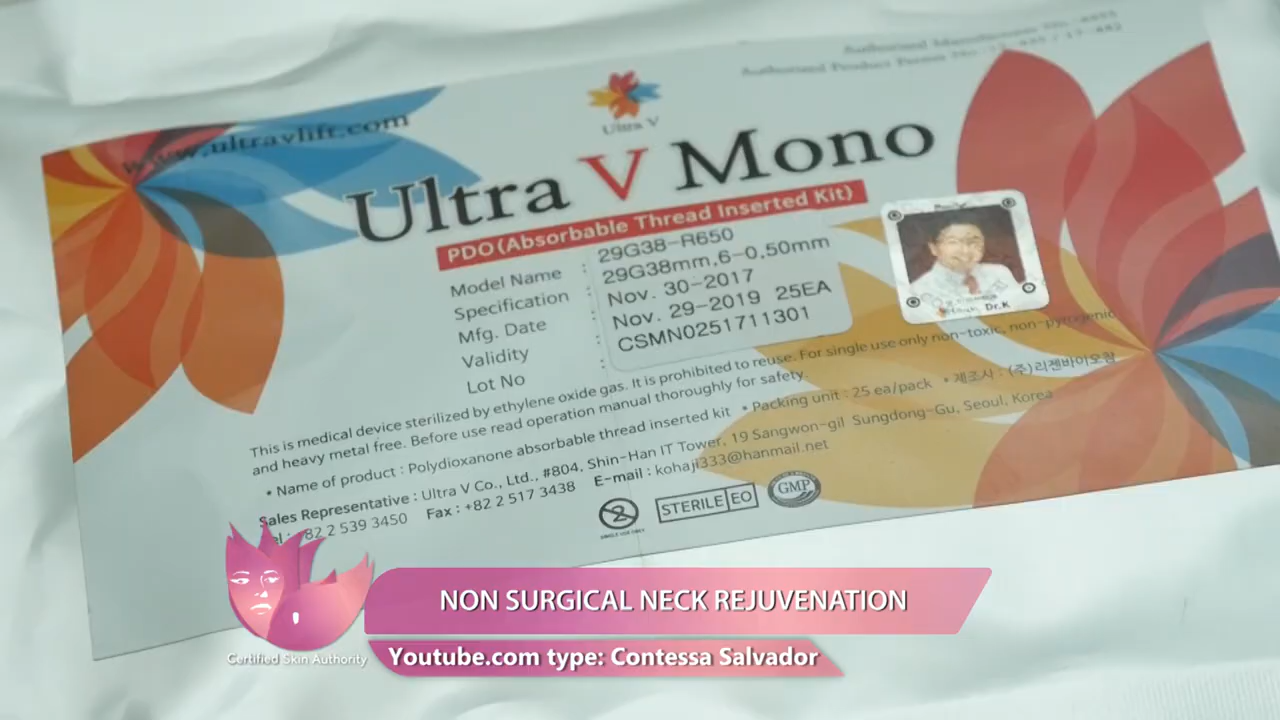 www.ultravlift.com
Ultra V
Ultra V Mono
PDO(Absorbable Thread Inserted Kit)
Model Name : 29G38-R650
Specification : 29G38mm,6-0,50mm
Mfg. Date : Nov. 30-2017
Validity : Nov. 29-2019 25EA
Lot No : CSMN0251711301
Dr.K
This is medical device sterilized by ethylene oxide gas. It is prohibited to reuse. For single use only non-toxic, non-pyrogenic
and heavy metal free. Before use read operation manual thoroughly for safety.
• Name of product : Polydioxanone absorbable thread inserted kit • Packing unit : 25 ea/pack • 제조사 : (주)리젠바이오참
Sales Representative : Ultra V Co., Ltd., #804, Shin-Han IT Tower, 19 Sangwon-gil Sungdong-Gu, Seoul, Korea
Tel : +82 2 539 3450 Fax : +82 2 517 3438 E-mail : kohaji333@hanmail.net
2
SINGLE USE ONLY
STERILE EO
GMP
NON SURGICAL NECK REJUVENATION
Certified Skin Authority
Youtube.com type: Contessa Salvador